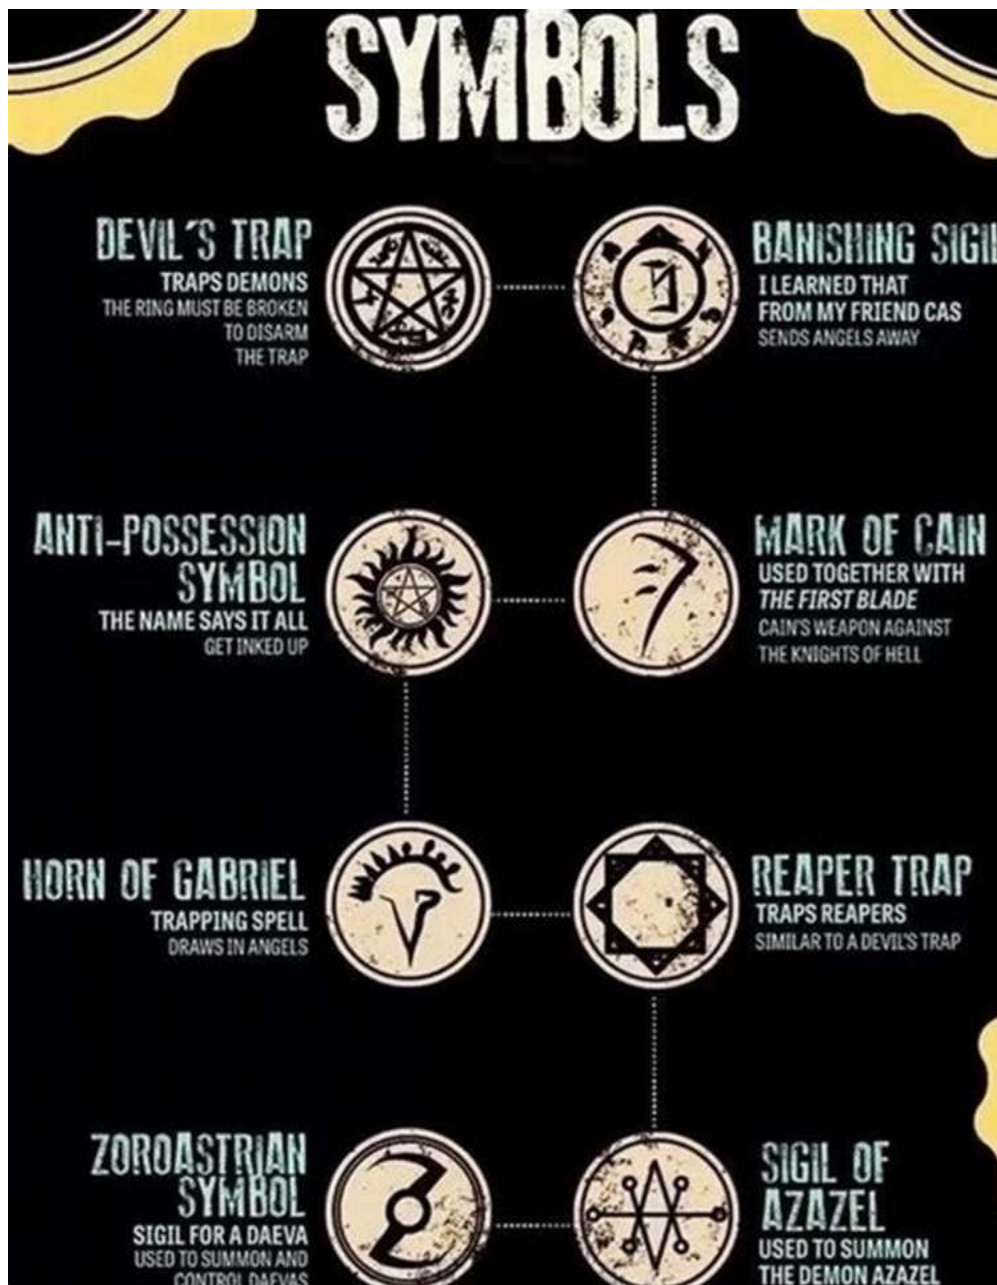 SYMBOLS
DEVIL´S TRAP
TRAPS DEMONS
THE RING MUST BE BROKEN
TO DISARM
THE TRAP
BANISHING SIGIL
I LEARNED THAT
FROM MY FRIEND CAS
SENDS ANGELS AWAY
ANTI-POSSESSION
SYMBOL
THE NAME SAYS IT ALL
GET INKED UP
MARK OF CAIN
USED TOGETHER WITH
THE FIRST BLADE
CAIN'S WEAPON AGAINST
THE KNIGHTS OF HELL
HORN OF GABRIEL
TRAPPING SPELL
DRAWS IN ANGELS
REAPER TRAP
TRAPS REAPERS
SIMILAR TO A DEVIL'S TRAP
ZOROASTRIAN
SYMBOL
SIGIL FOR A DAEVA
USED TO SUMMON AND
CONTROL DAEVAS
SIGIL OF
AZAZEL
USED TO SUMMON
THE DEMON AZAZEL